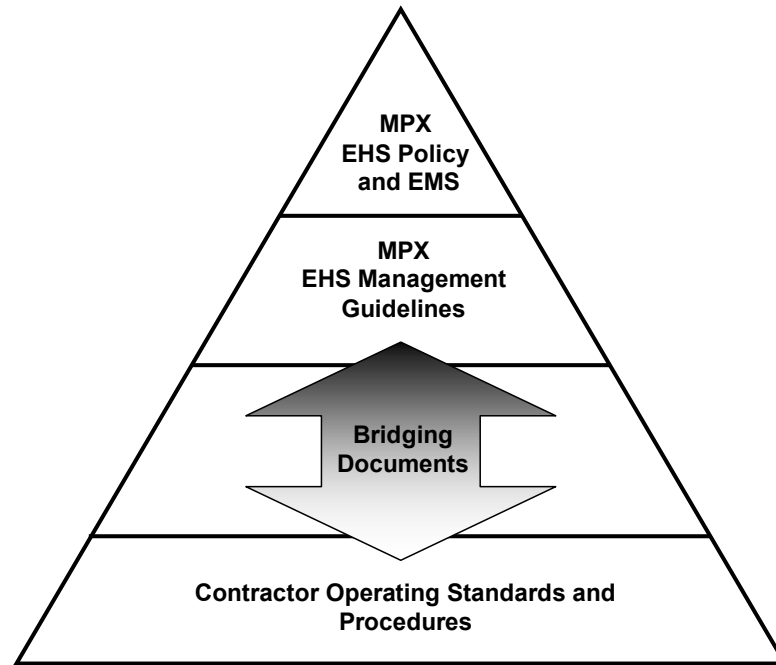 MPX
EHS Policy
and EMS
MPX
EHS Management
Guidelines
Bridging
Documents
Contractor Operating Standards and
Procedures